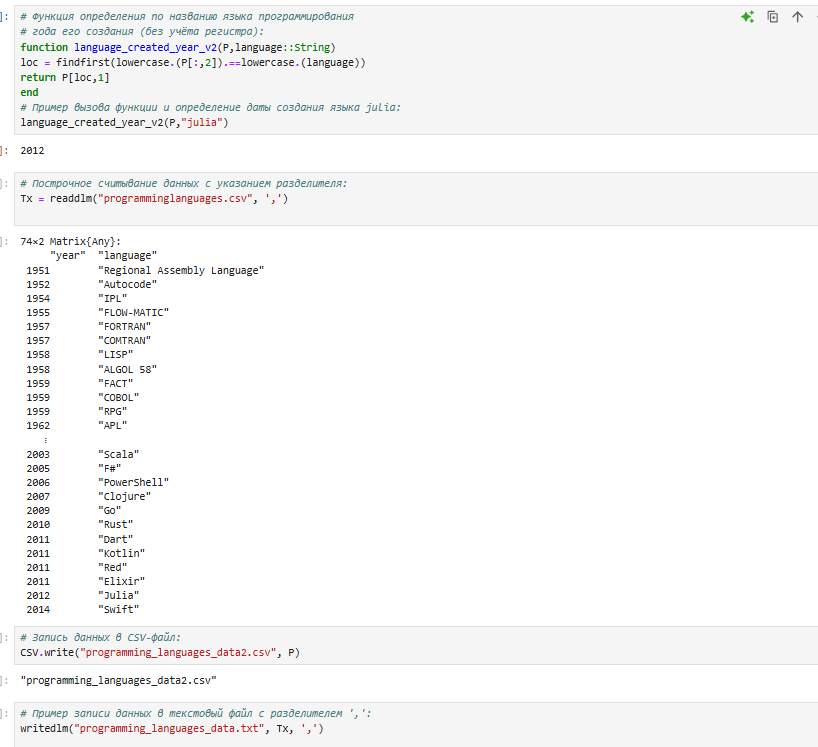 ]: # Функция определения по названию языка программирования
# года его создания (без учёта регистра):
function language_created_year_v2(P,language::String)
loc = findfirst(lowercase.(P[:,2]).==lowercase.(language))
return P[loc,1]
end
# Пример вызова функции и определение даты создания языка julia:
language_created_year_v2(P,"julia")
]: 2012
]: # Построчное считывание данных с указанием разделителя:
Tx = readdlm("programminglanguages.csv", ',')
]: 74×2 Matrix{Any}:
"year" "language"
1951 "Regional Assembly Language"
1952 "Autocode"
1954 "IPL"
1955 "FLOW-MATIC"
1957 "FORTRAN"
1957 "COMTRAN"
1958 "LISP"
1958 "ALGOL 58"
1959 "FACT"
1959 "COBOL"
1959 "RPG"
1962 "APL"
⋮
2003 "Scala"
2005 "F#"
2006 "PowerShell"
2007 "Clojure"
2009 "Go"
2010 "Rust"
2011 "Dart"
2011 "Kotlin"
2011 "Red"
2011 "Elixir"
2012 "Julia"
2014 "Swift"
]: # Запись данных в CSV-файл:
CSV.write("programming_languages_data2.csv", P)
]: "programming_languages_data2.csv"
]: # Пример записи данных в текстовый файл с разделителем ',':
writedlm("programming_languages_data.txt", Tx, ',')